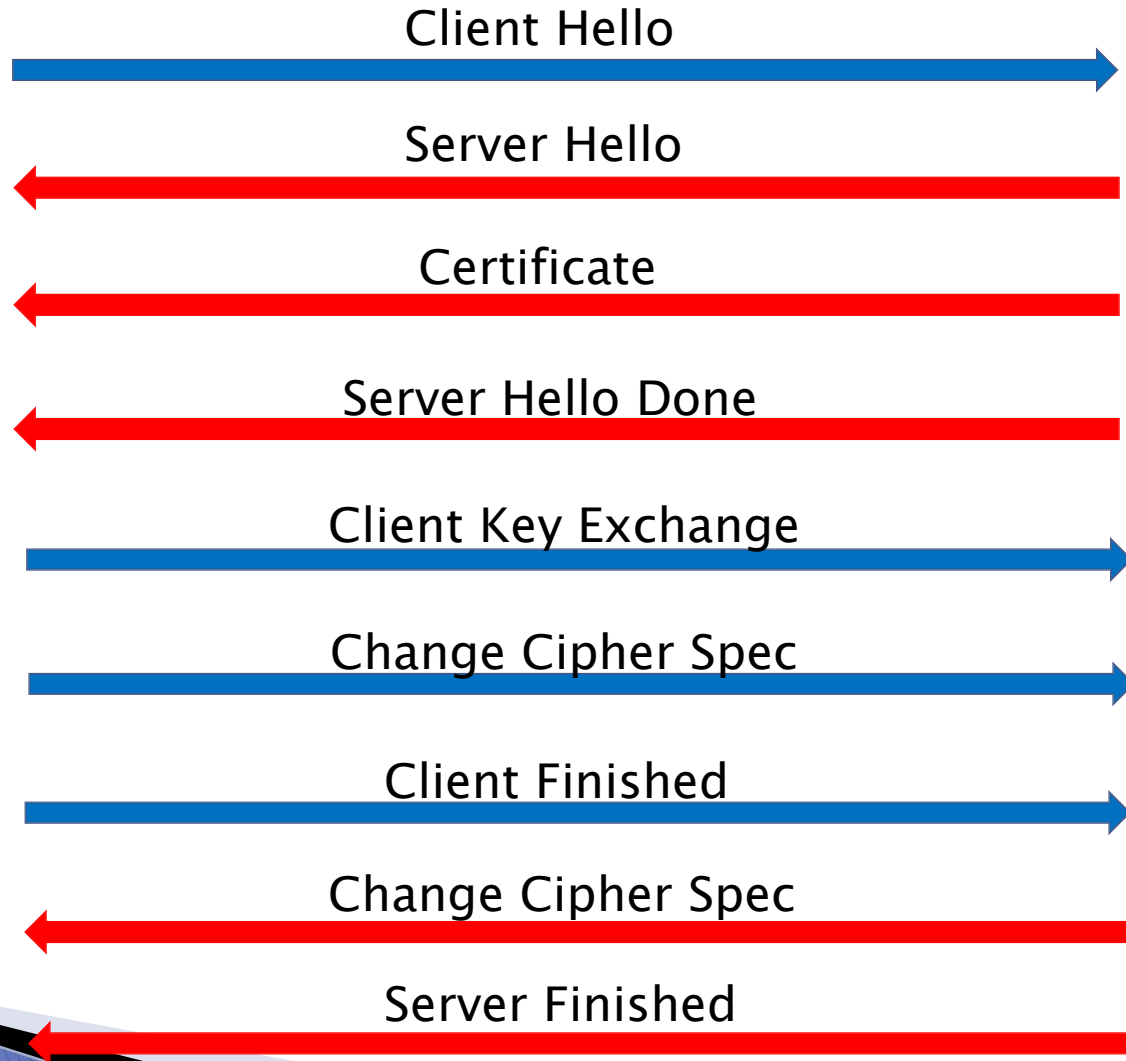 Client Hello
Server Hello
Certificate
Server Hello Done
Client Key Exchange
Change Cipher Spec
Client Finished
Change Cipher Spec
Server Finished